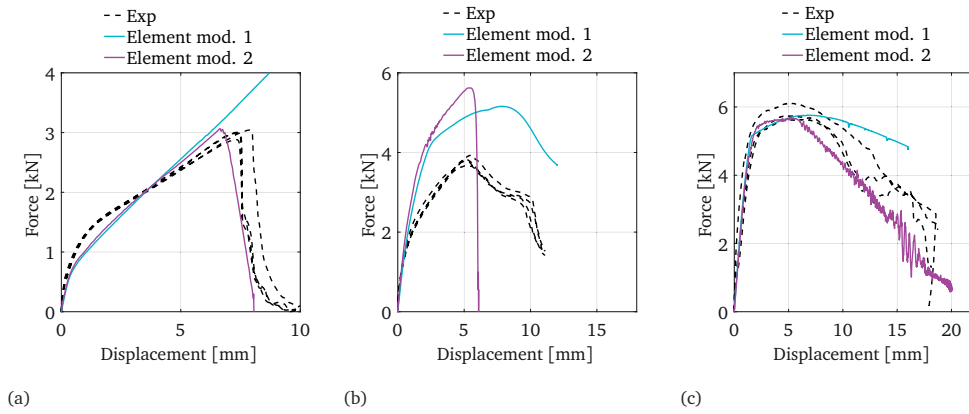 Exp
Element mod. 1
Element mod. 2
4
3
2
1
0
0
5
10
Force [kN]
Displacement [mm]
(a)
Exp
Element mod. 1
Element mod. 2
6
4
2
0
0
5
10
15
Force [kN]
Displacement [mm]
(b)
Exp
Element mod. 1
Element mod. 2
6
4
2
0
0
5
10
15
20
Force [kN]
Displacement [mm]
(c)